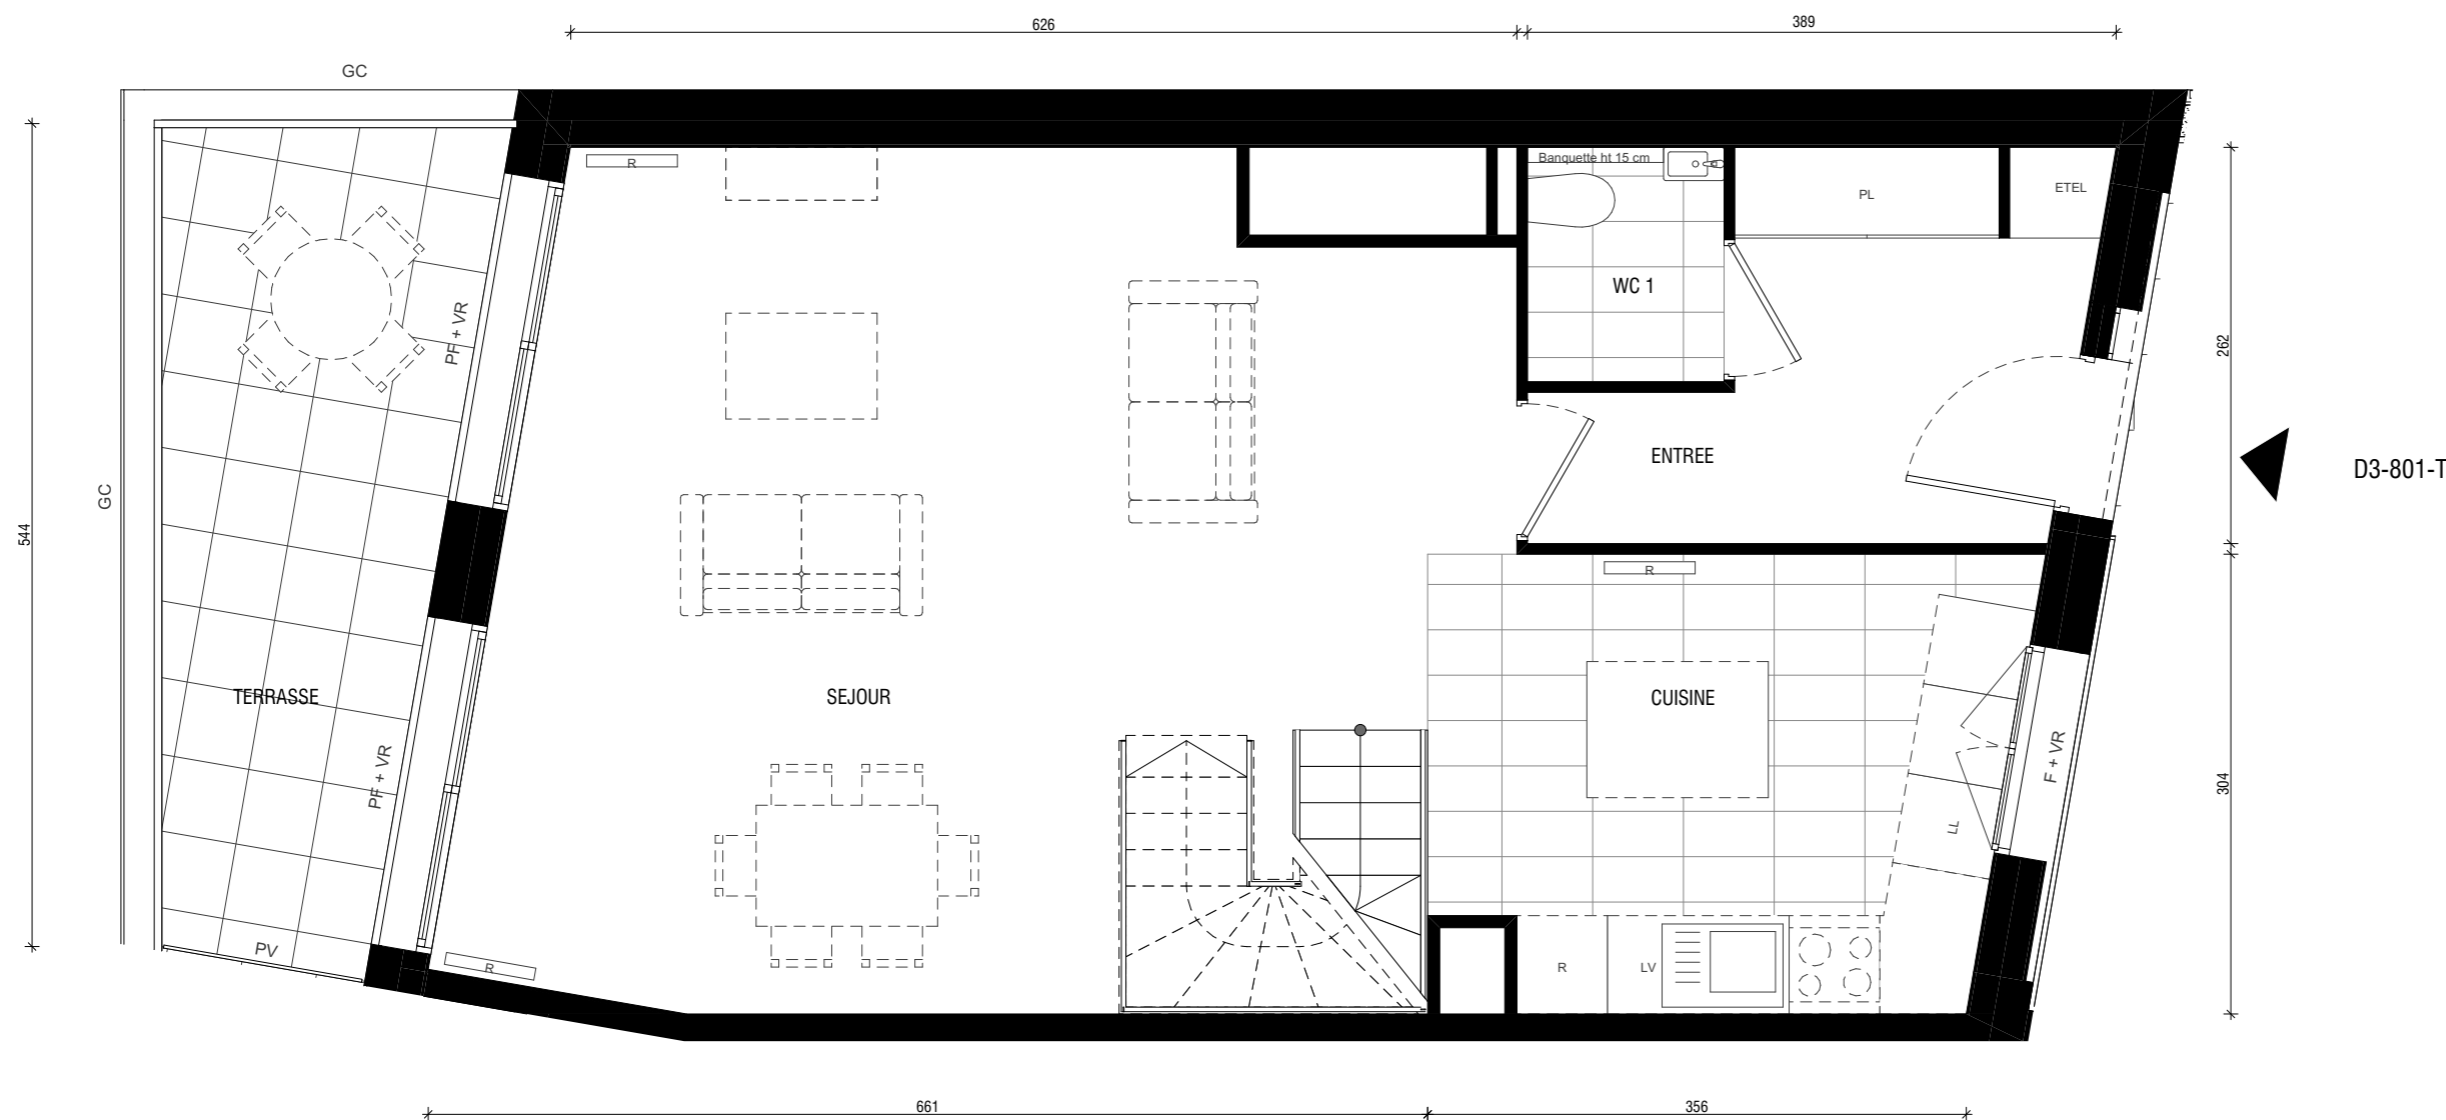 626
389
GC
R
Banquette ht 15 cm
PL
ETEL
WC 1
PF + VR
262
ENTREE
D3-801-T
GC
544
R
TERRASSE
SEJOUR
CUISINE
PF + VR
F + VR
304
LL
PV
R
R
LV
661
356